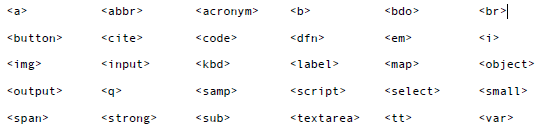 <a> <abbr> <acronym> <b> <bdo> <br>
<button> <cite> <code> <dfn> <em> <i>
<img> <input> <kbd> <label> <map> <object>
<output> <q> <samp> <script> <select> <small>
<span> <strong> <sub> <textarea> <tt> <var>